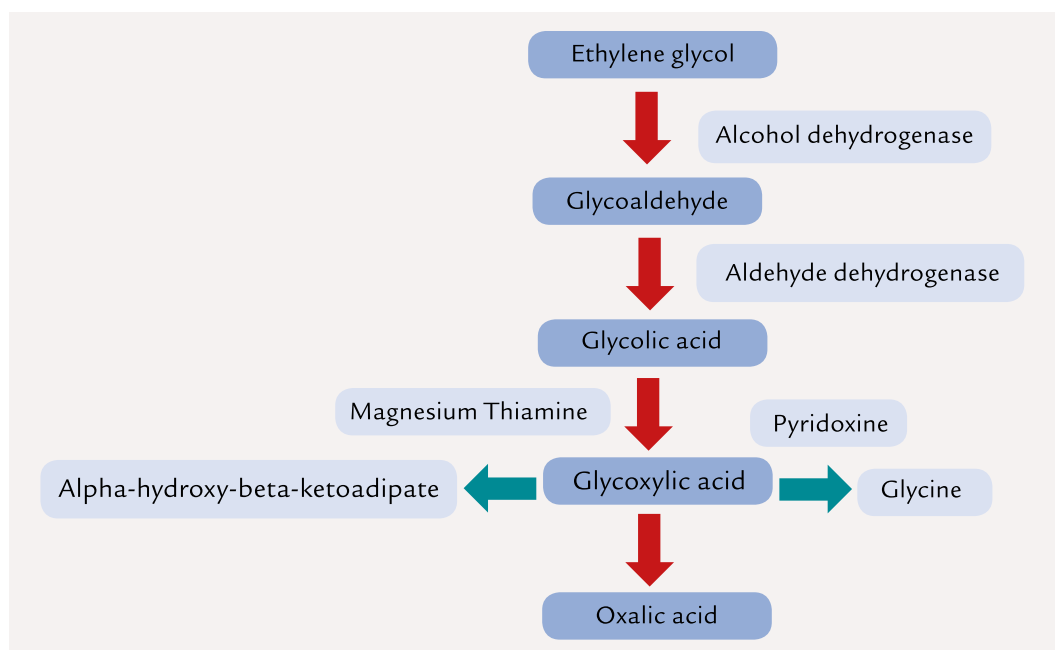 Ethylene glycol
Alcohol dehydrogenase
Glycoaldehyde
Aldehyde dehydrogenase
Glycolic acid
Magnesium Thiamine
Pyridoxine
Alpha-hydroxy-beta-ketoadipate
Glycoxylic acid
Glycine
Oxalic acid